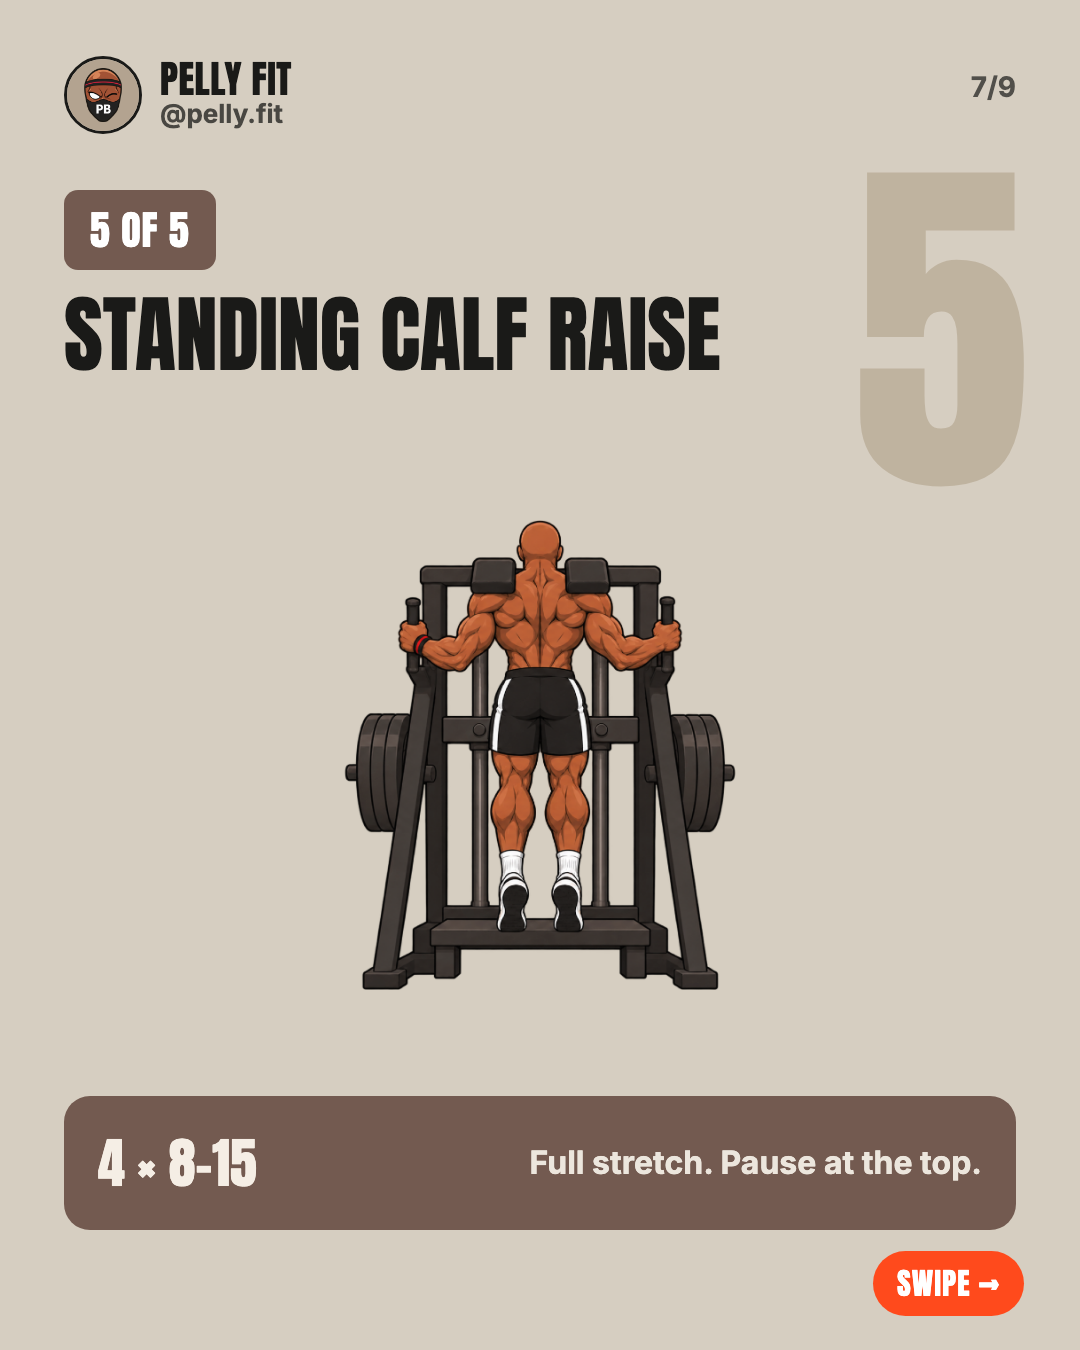 PB
PELLY FIT
@pelly.fit
7/9
5 OF 5
5
STANDING CALF RAISE
4 × 8-15
Full stretch. Pause at the top.
SWIPE →